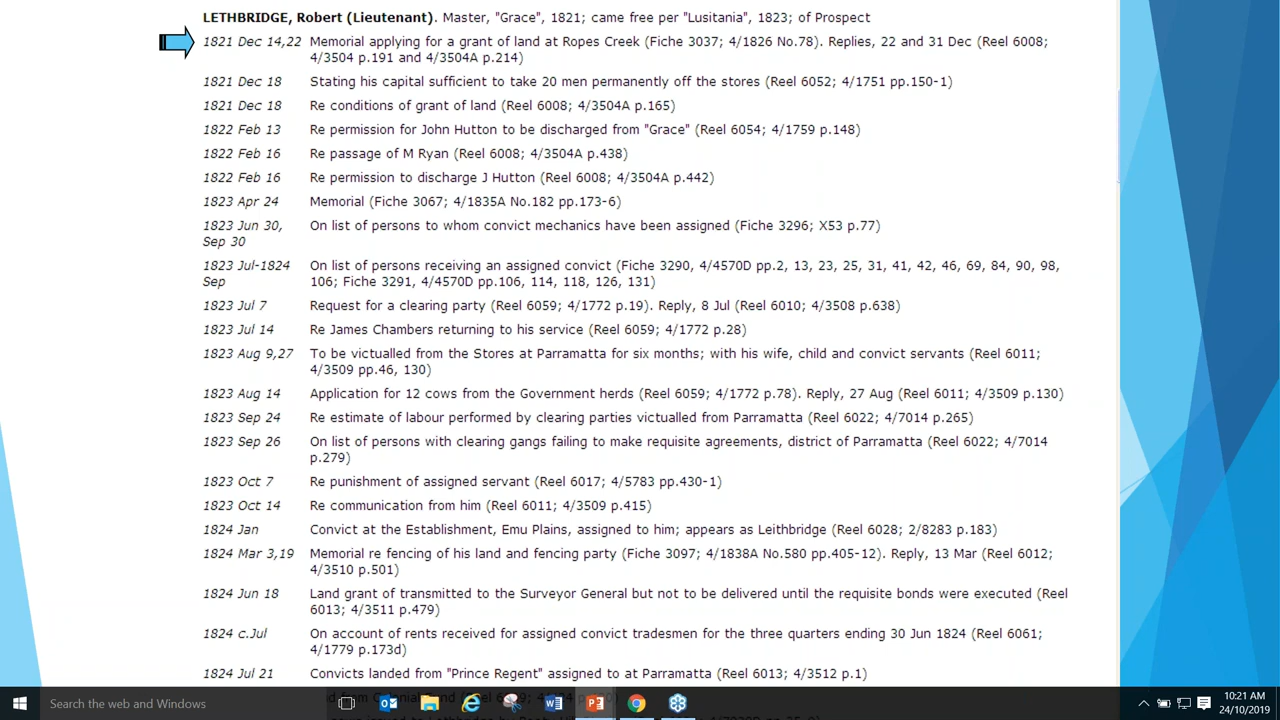 LETHBRIDGE, Robert (Lieutenant). Master, "Grace", 1821; came free per "Lusitania", 1823; of Prospect
1821 Dec 14,22 Memorial applying for a grant of land at Ropes Creek (Fiche 3037; 4/1826 No.78). Replies, 22 and 31 Dec (Reel 6008;
4/3504 p.191 and 4/3504A p.214)
1821 Dec 18 Stating his capital sufficient to take 20 men permanently off the stores (Reel 6052; 4/1751 pp.150-1)
1821 Dec 18 Re conditions of grant of land (Reel 6008; 4/3504A p.165)
1822 Feb 13 Re permission for John Hutton to be discharged from "Grace" (Reel 6054; 4/1759 p.148)
1822 Feb 16 Re passage of M Ryan (Reel 6008; 4/3504A p.438)
1822 Feb 16 Re permission to discharge J Hutton (Reel 6008; 4/3504A p.442)
1823 Apr 24 Memorial (Fiche 3067; 4/1835A No.182 pp.173-6)
1823 Jun 30, On list of persons to whom convict mechanics have been assigned (Fiche 3296; X53 p.77)
Sep 30
1823 Jul-1824 On list of persons receiving an assigned convict (Fiche 3290, 4/4570D pp.2, 13, 23, 25, 31, 41, 42, 46, 69, 84, 90, 98,
Sep 106; Fiche 3291, 4/4570D pp.106, 114, 118, 126, 131)
1823 Jul 7 Request for a clearing party (Reel 6059; 4/1772 p.19). Reply, 8 Jul (Reel 6010; 4/3508 p.638)
1823 Jul 14 Re James Chambers returning to his service (Reel 6059; 4/1772 p.28)
1823 Aug 9,27 To be victualled from the Stores at Parramatta for six months; with his wife, child and convict servants (Reel 6011;
4/3509 pp.46, 130)
1823 Aug 14 Application for 12 cows from the Government herds (Reel 6059; 4/1772 p.78). Reply, 27 Aug (Reel 6011; 4/3509 p.130)
1823 Sep 24 Re estimate of labour performed by clearing parties victualled from Parramatta (Reel 6022; 4/7014 p.265)
1823 Sep 26 On list of persons with clearing gangs failing to make requisite agreements, district of Parramatta (Reel 6022; 4/7014
p.279)
1823 Oct 7 Re punishment of assigned servant (Reel 6017; 4/5783 pp.430-1)
1823 Oct 14 Re communication from him (Reel 6011; 4/3509 p.415)
1824 Jan Convict at the Establishment, Emu Plains, assigned to him; appears as Leithbridge (Reel 6028; 2/8283 p.183)
1824 Mar 3,19 Memorial re fencing of his land and fencing party (Fiche 3097; 4/1838A No.580 pp.405-12). Reply, 13 Mar (Reel 6012;
4/3510 p.501)
1824 Jun 18 Land grant of transmitted to the Surveyor General but not to be delivered until the requisite bonds were executed (Reel
6013; 4/3511 p.479)
1824 c.Jul On account of rents received for assigned convict tradesmen for the three quarters ending 30 Jun 1824 (Reel 6061;
4/1779 p.173d)
1824 Jul 21 Convicts landed from "Prince Regent" assigned to at Parramatta (Reel 6013; 4/3512 p.1)
Search the web and Windows
10:21 AM
24/10/2019